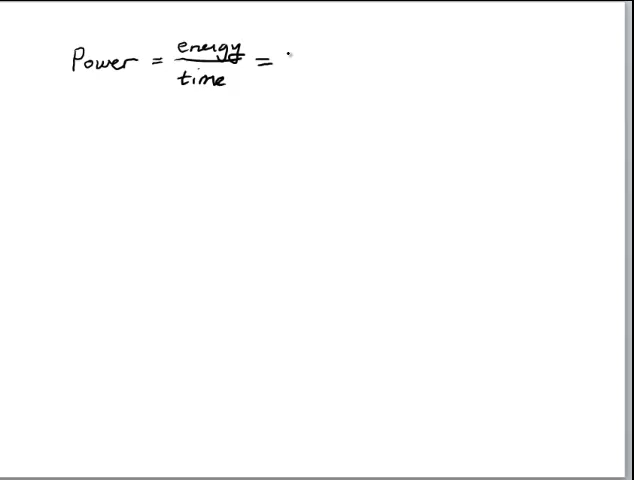 Power = energy/time =